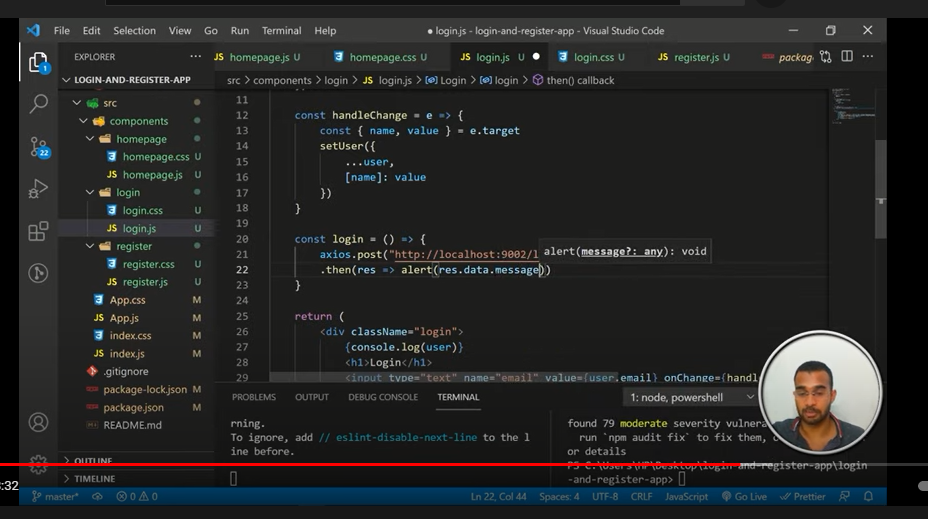 File Edit Selection View Go Run Terminal Help
● login.js - login-and-register-app - Visual Studio Code
EXPLORER
JS homepage.js U homepage.css U JS login.js U ● login.css U JS register.js U packag
LOGIN-AND-REGISTER-APP
src > components > login > JS login.js > Login > login > then() callback
src
components
homepage
homepage.css U
JS homepage.js U
login
login.css U
JS login.js U
register
register.css U
JS register.js U
App.css M
JS App.js M
index.css M
JS index.js M
.gitignore
package-lock.json M
package.json M
README.md
OUTLINE
TIMELINE
1
22
11
12 const handleChange = e => {
13 const { name, value } = e.target
14 setUser({
15 ...user,
16 [name]: value
17 })
18 }
19
20 const login = () => {
21 axios.post("http://localhost:9002/l
alert(message?: any): void
22 .then(res => alert(res.data.message))
23 }
24
25 return (
26 <div className="login">
27 {console.log(user)}
28 <h1>Login</h1>
29 <input type="text" name="email" value={user.email} onChange={handl
PROBLEMS OUTPUT DEBUG CONSOLE TERMINAL
1: node, powershell
rning.
To ignore, add // eslint-disable-next-line to the l
ine before.
found 79 moderate severity vulnera
run `npm audit fix` to fix them,
or details
PS C:\Users\HP\Desktop\login-and-register-app\login
-and-register-app>
:32
master* 0 0 Ln 22, Col 44 Spaces: 4 UTF-8 CRLF JavaScript Go Live Prettier